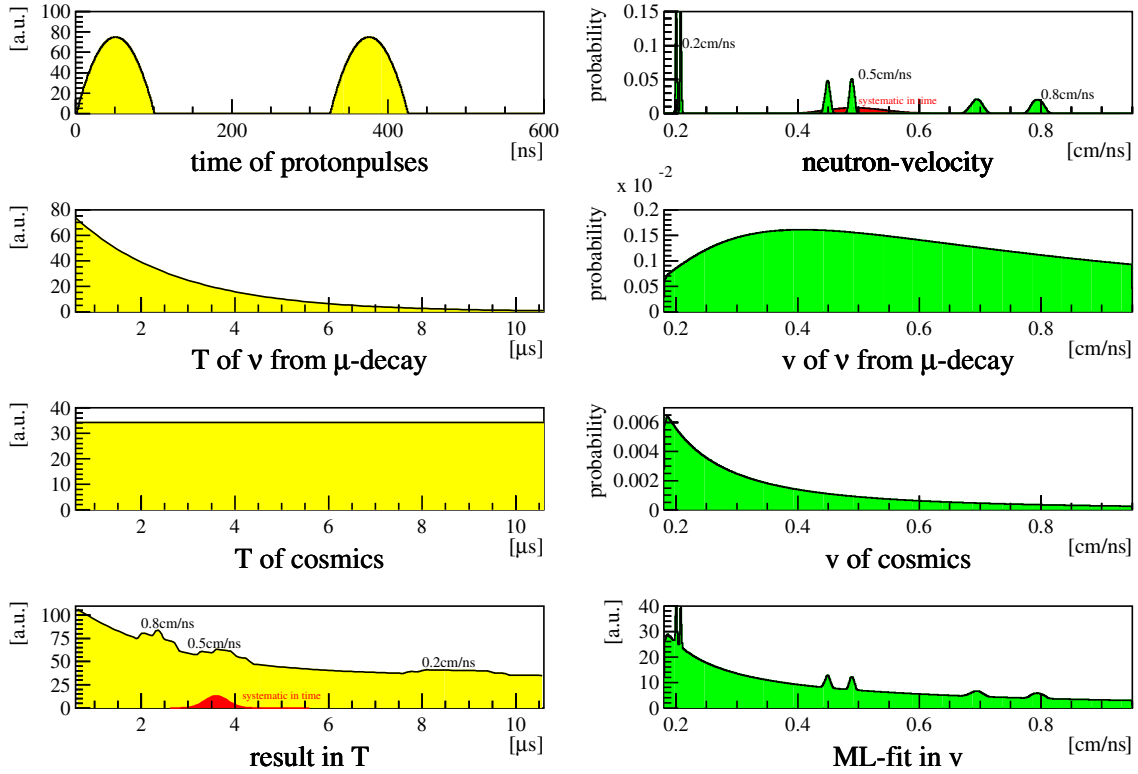 [a.u.]
100
80
60
40
20
0
0
200
400
600
[ns]
time of protonpulses
probability
0.15
0.1
0.05
0
0.2cm/ns
0.5cm/ns
systematic in time
0.8cm/ns
0.2
0.4
0.6
0.8
[cm/ns]
neutron-velocity
[a.u.]
80
60
40
20
0
2
4
6
8
10
[μs]
T of ν from μ-decay
x 10 -2
probability
0.2
0.15
0.1
0.05
0
0.2
0.4
0.6
0.8
[cm/ns]
v of ν from μ-decay
[a.u.]
40
30
20
10
0
2
4
6
8
10
[μs]
T of cosmics
probability
0.006
0.004
0.002
0
0.2
0.4
0.6
0.8
[cm/ns]
v of cosmics
[a.u.]
100
75
50
25
0
0.8cm/ns
0.5cm/ns
0.2cm/ns
systematic in time
2
4
6
8
10
[μs]
result in T
[a.u.]
40
30
20
10
0
0.2
0.4
0.6
0.8
[cm/ns]
ML-fit in v